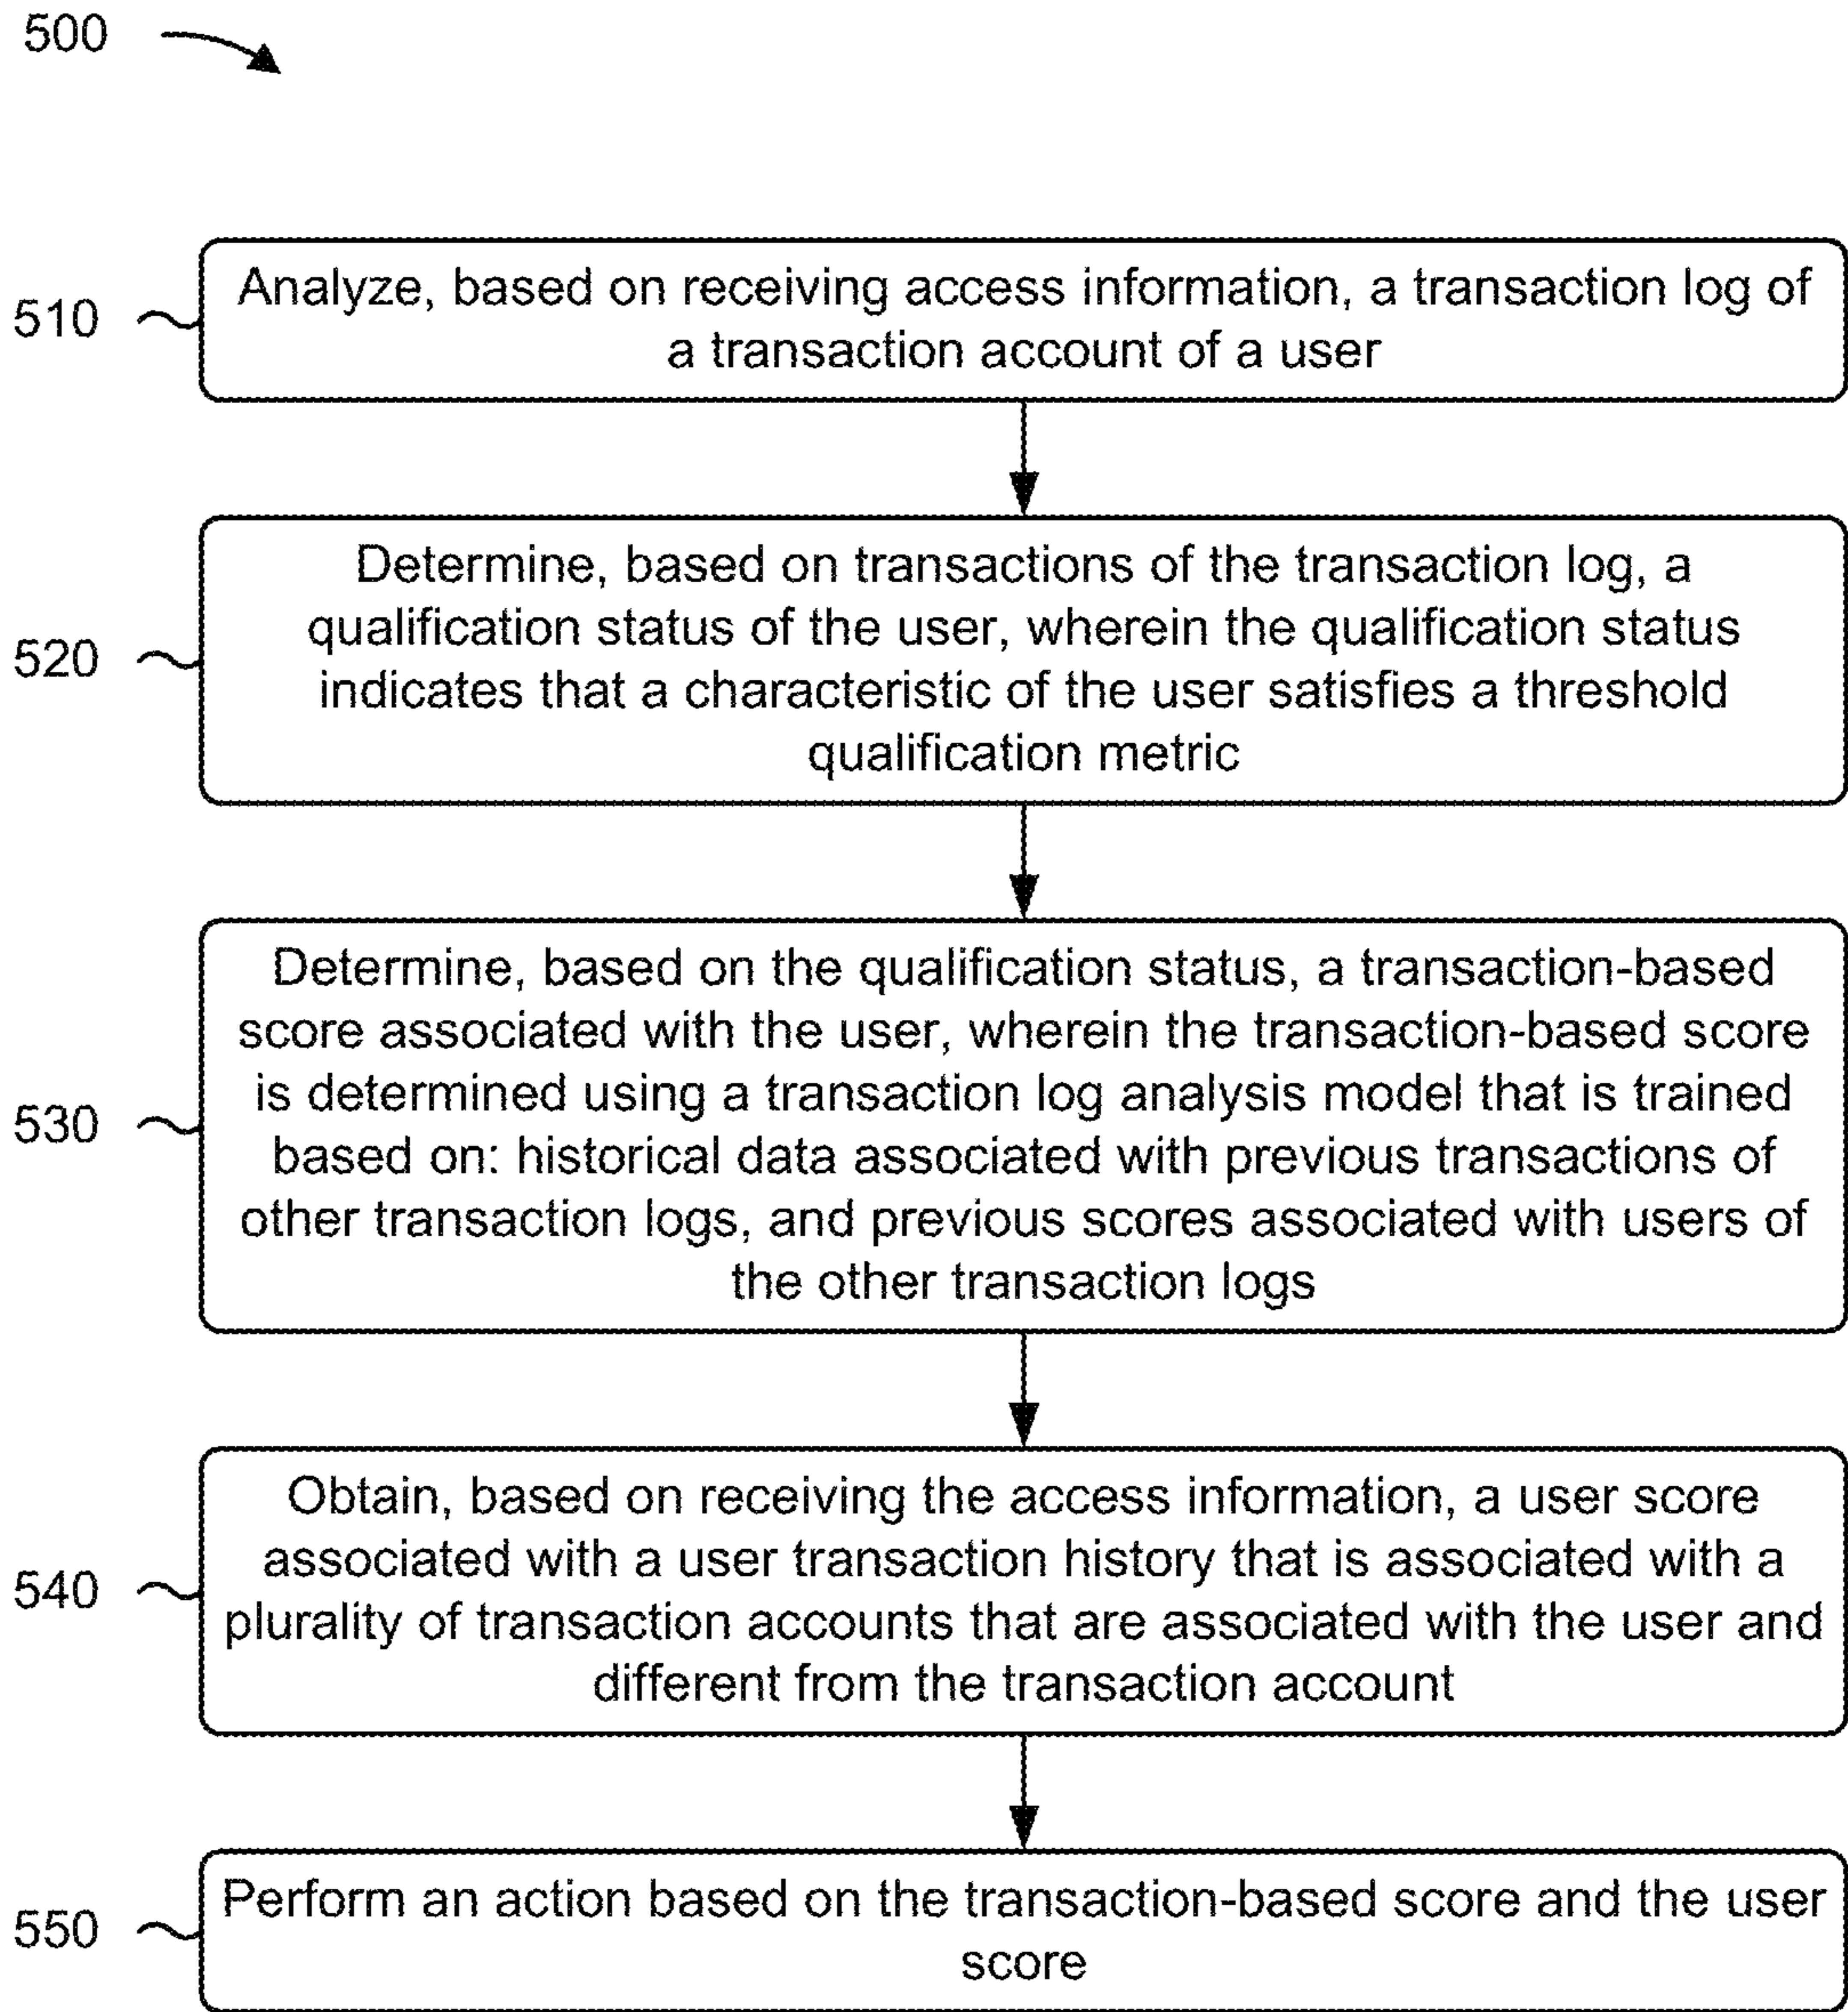 500
510
Analyze, based on receiving access information, a transaction log of
a transaction account of a user
520
Determine, based on transactions of the transaction log, a
qualification status of the user, wherein the qualification status
indicates that a characteristic of the user satisfies a threshold
qualification metric
530
Determine, based on the qualification status, a transaction-based
score associated with the user, wherein the transaction-based score
is determined using a transaction log analysis model that is trained
based on: historical data associated with previous transactions of
other transaction logs, and previous scores associated with users of
the other transaction logs
540
Obtain, based on receiving the access information, a user score
associated with a user transaction history that is associated with a
plurality of transaction accounts that are associated with the user and
different from the transaction account
550
Perform an action based on the transaction-based score and the user
score